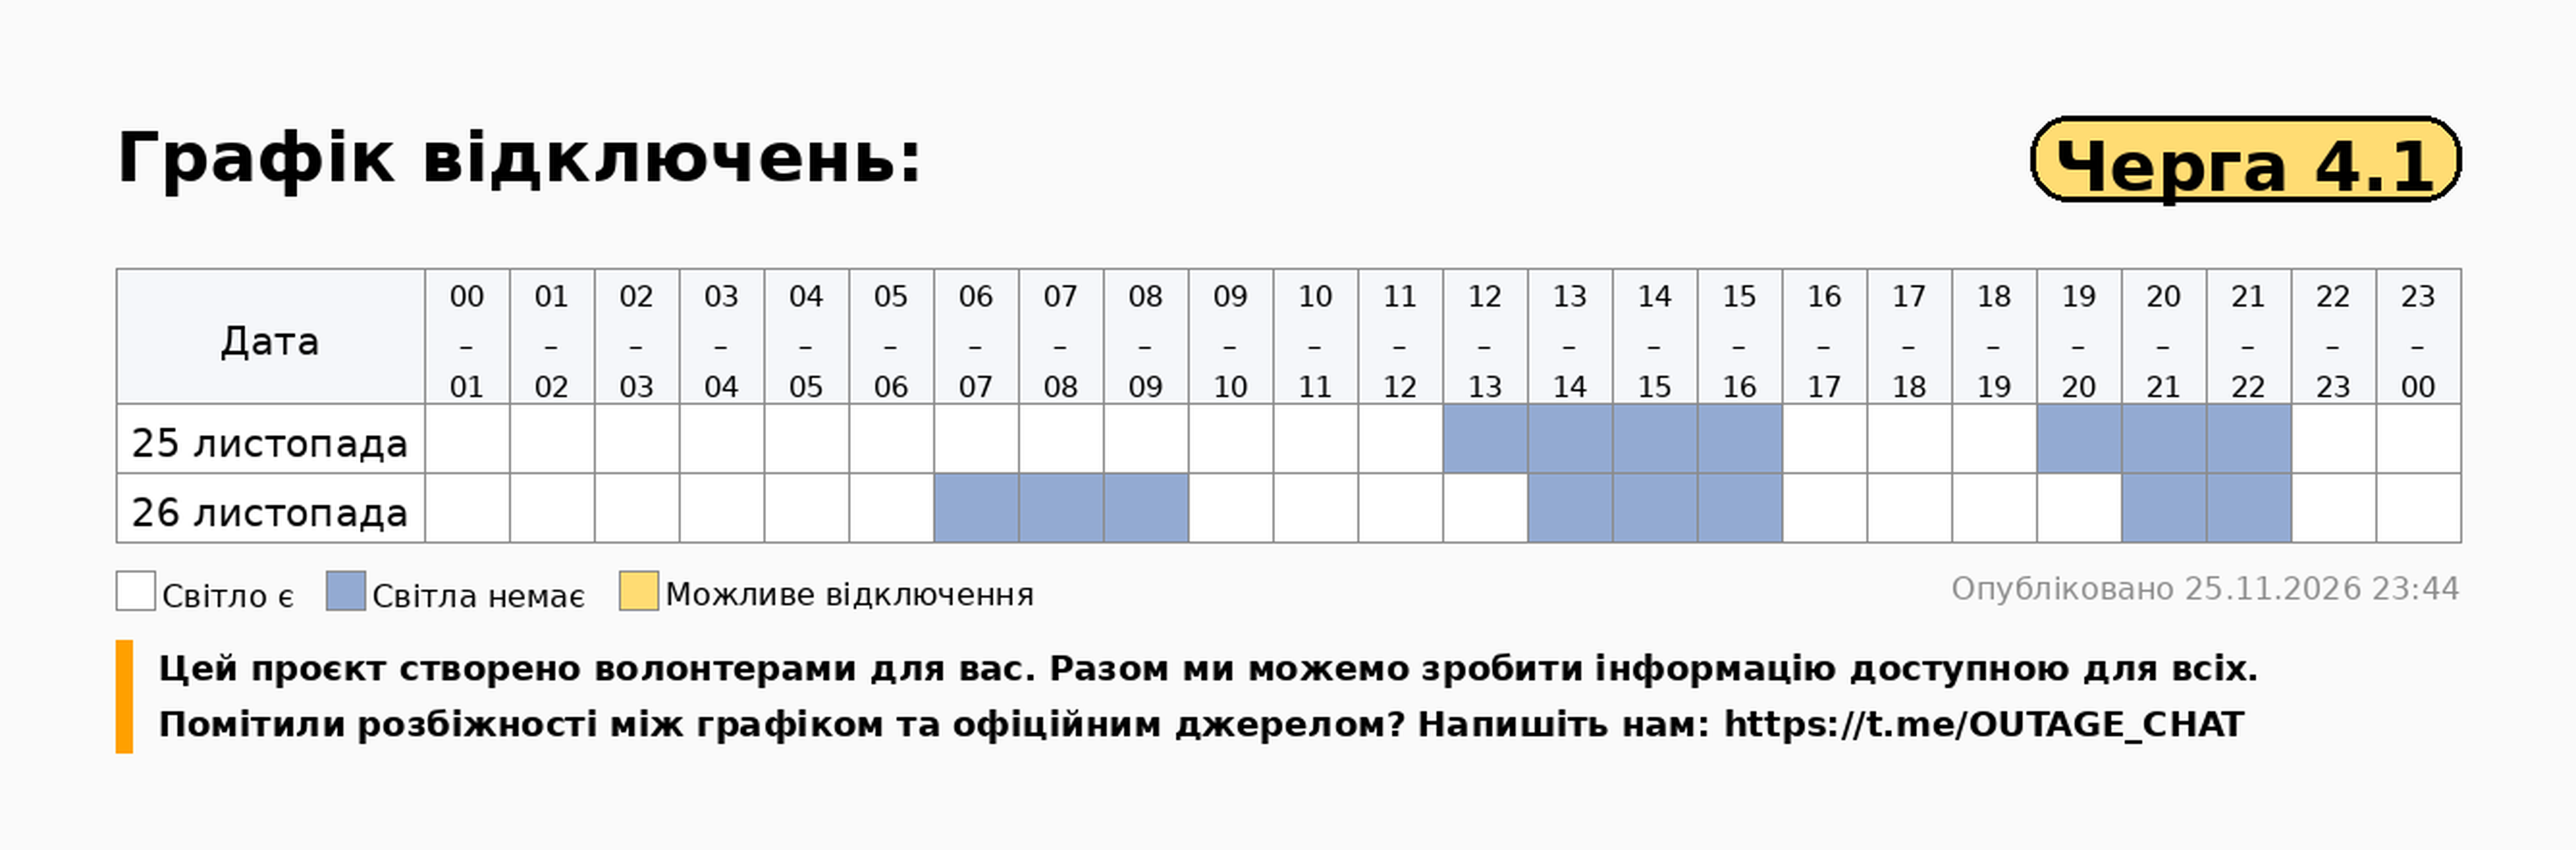 Графік відключень:
Черга 4.1
Дата
00 – 01
01 – 02
02 – 03
03 – 04
04 – 05
05 – 06
06 – 07
07 – 08
08 – 09
09 – 10
10 – 11
11 – 12
12 – 13
13 – 14
14 – 15
15 – 16
16 – 17
17 – 18
18 – 19
19 – 20
20 – 21
21 – 22
22 – 23
23 – 00
25 листопада
26 листопада
Світло є
Світла немає
Можливе відключення
Опубліковано 25.11.2026 23:44
Цей проєкт створено волонтерами для вас. Разом ми можемо зробити інформацію доступною для всіх.
Помітили розбіжності між графіком та офіційним джерелом? Напишіть нам: https://t.me/OUTAGE_CHAT